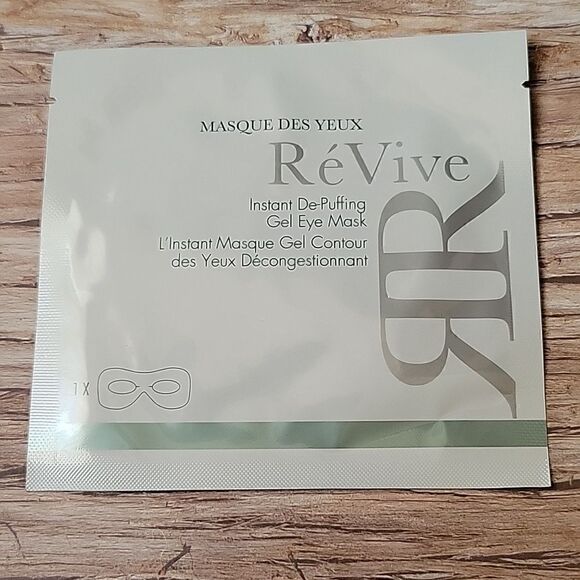 MASQUE DES YEUX
RéVive
Instant De-Puffing
Gel Eye Mask
L'Instant Masque Gel Contour
des Yeux Décongestionnant
1 X